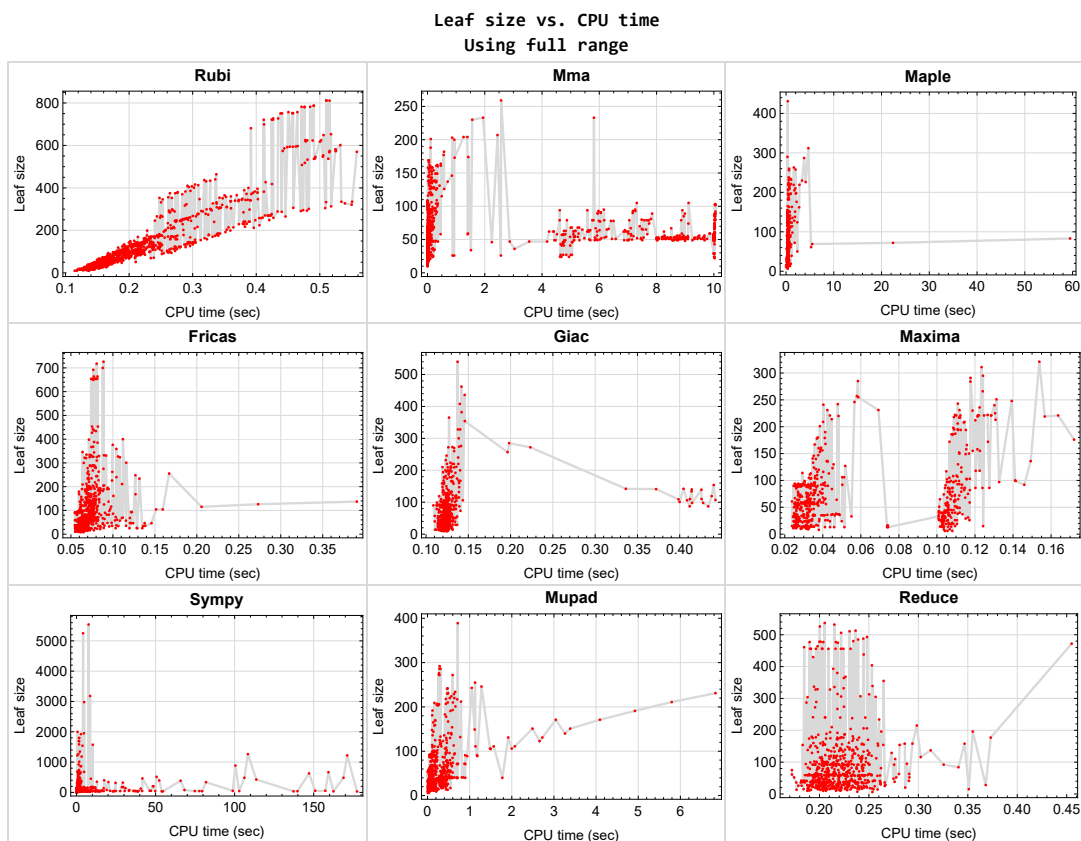 Leaf size vs. CPU time
Using full range
Rubi
Leaf size
800
600
400
200
0
0.1 0.2 0.3 0.4 0.5
CPU time (sec)
Mma
Leaf size
250
200
150
100
50
0
0 2 4 6 8 10
CPU time (sec)
Maple
Leaf size
400
300
200
100
0
0 10 20 30 40 50 60
CPU time (sec)
Fricas
Leaf size
700
600
500
400
300
200
100
0
0.05 0.10 0.15 0.20 0.25 0.30 0.35
CPU time (sec)
Giac
Leaf size
500
400
300
200
100
0
0.10 0.20 0.30 0.40
CPU time (sec)
Maxima
Leaf size
300
250
200
150
100
50
0
0.02 0.04 0.06 0.08 0.10 0.12 0.14 0.16
CPU time (sec)
Sympy
Leaf size
5000
4000
3000
2000
1000
0
0 50 100 150
CPU time (sec)
Mupad
Leaf size
400
300
200
100
0
0 1 2 3 4 5 6
CPU time (sec)
Reduce
Leaf size
500
400
300
200
100
0
0.20 0.25 0.30 0.35 0.40 0.45
CPU time (sec)